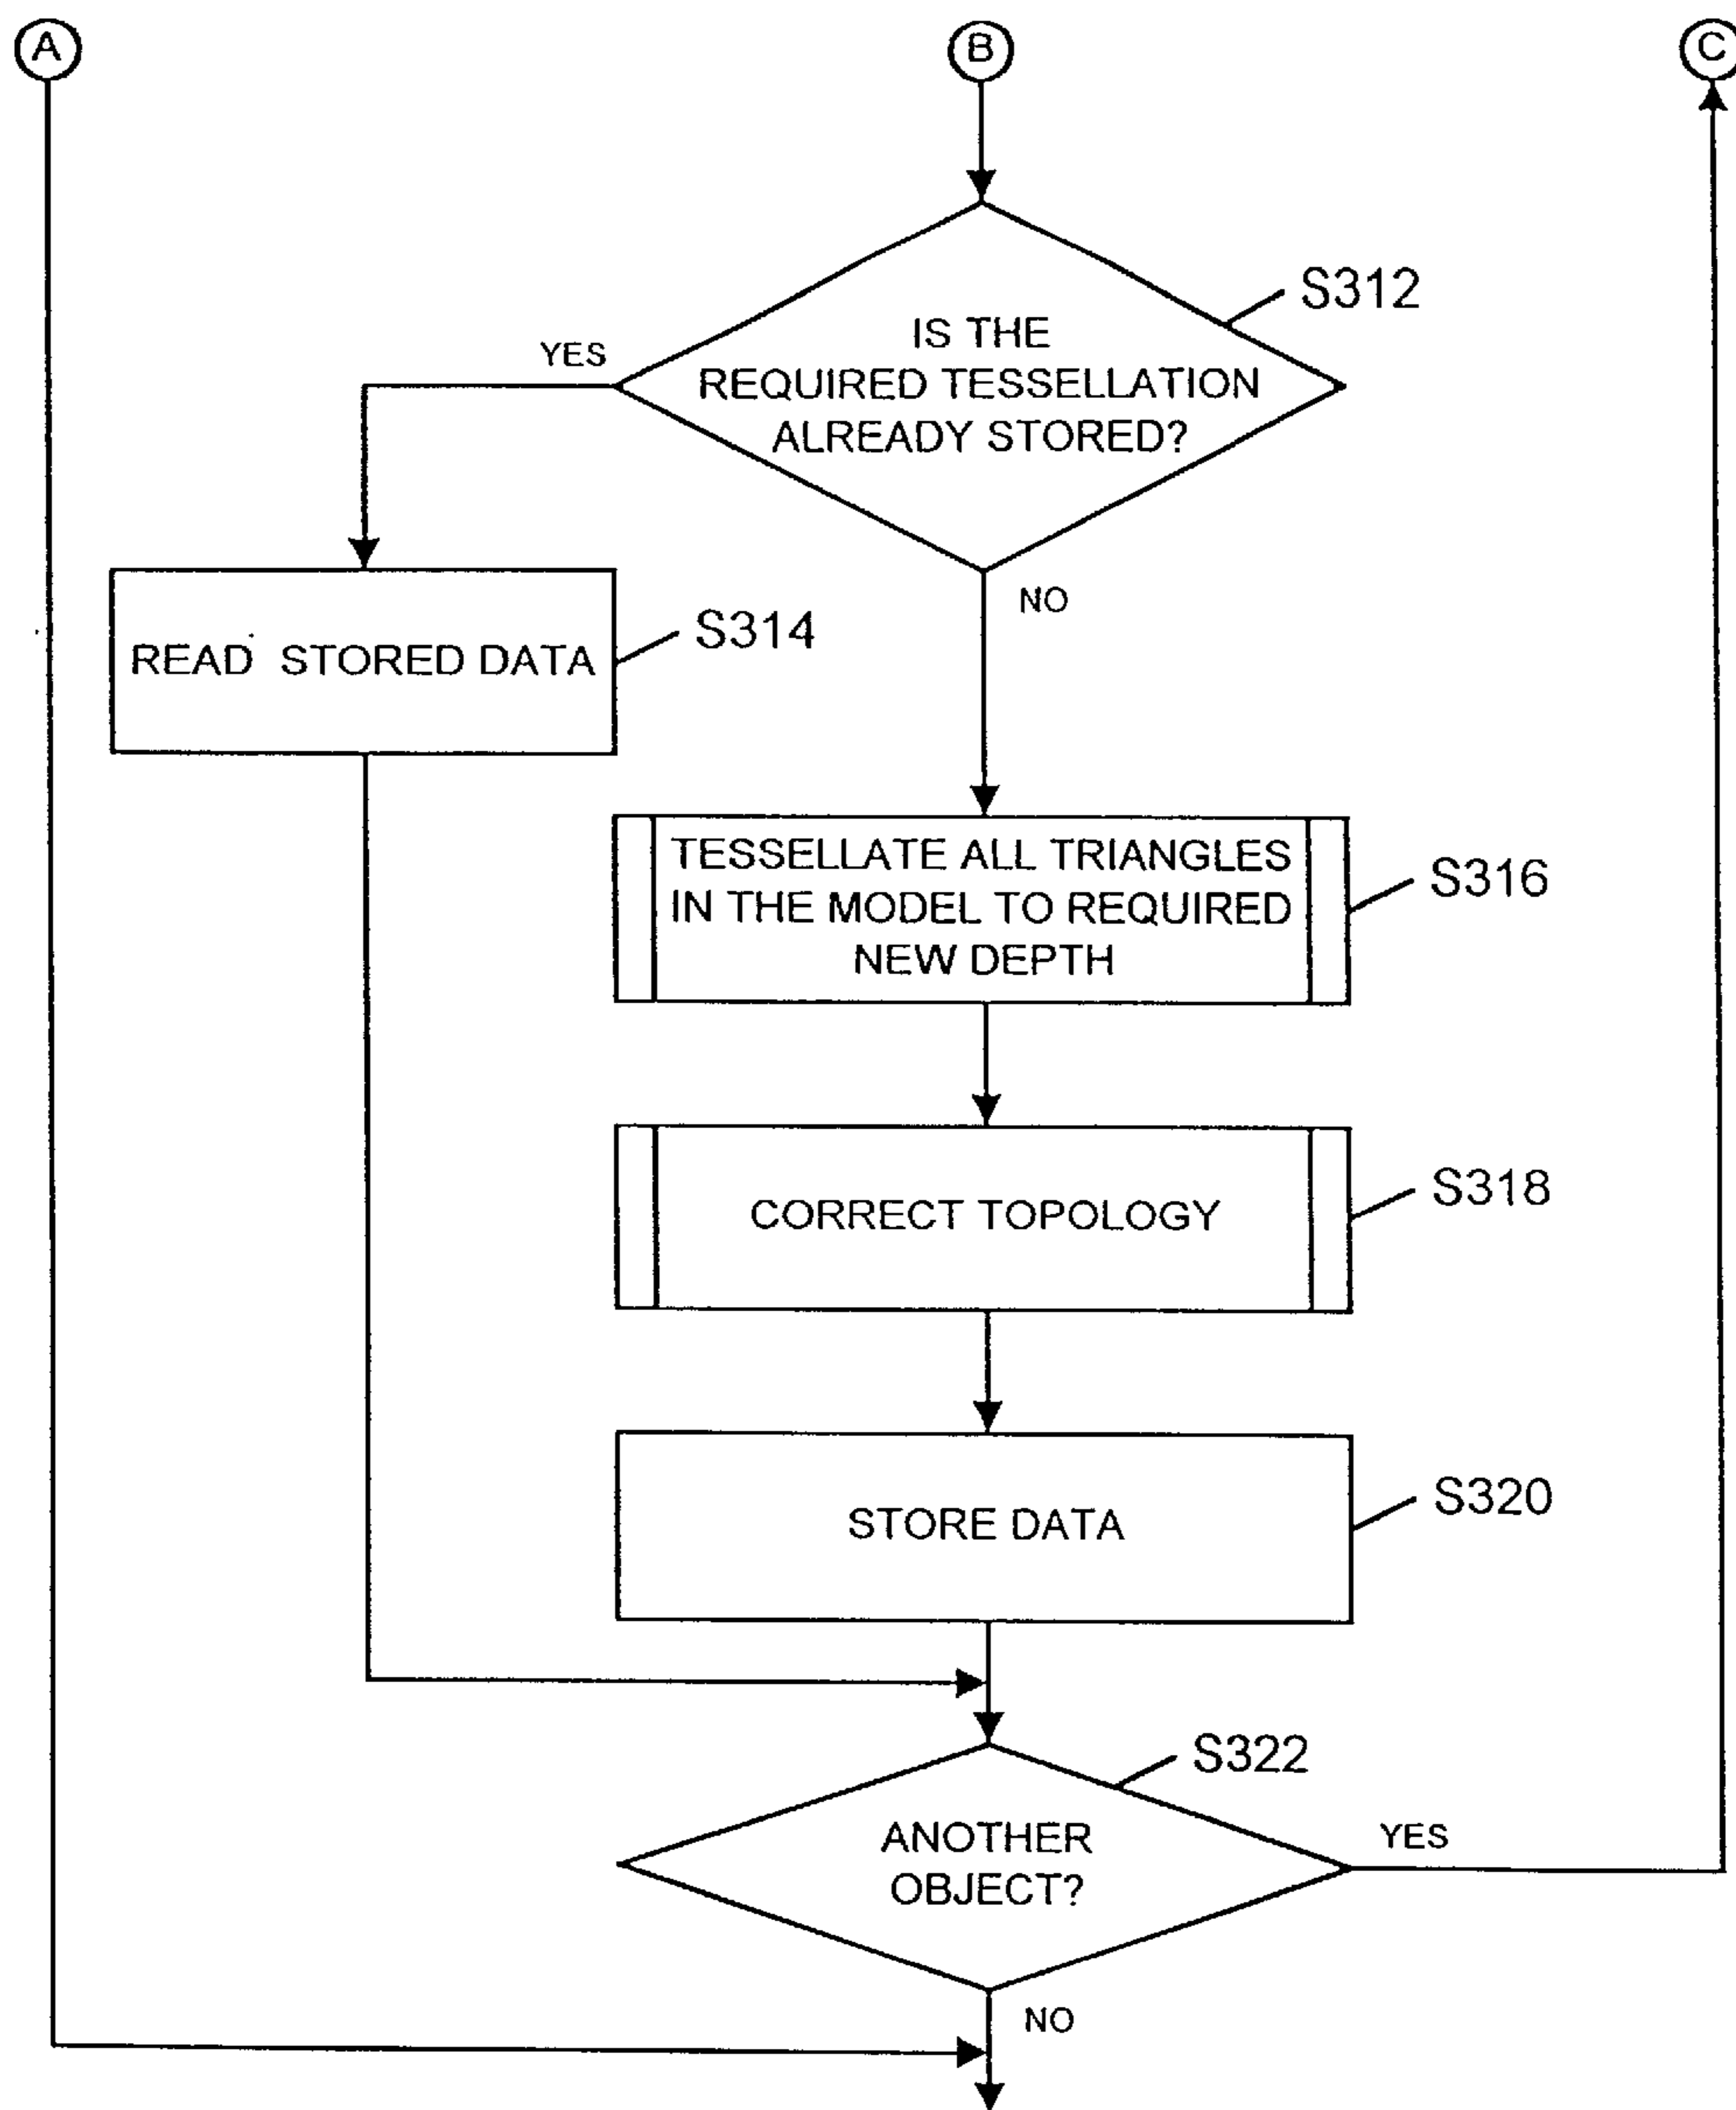 A
B
C
S312
IS THE
REQUIRED TESSELLATION
ALREADY STORED?
YES
NO
READ STORED DATA
S314
TESSELLATE ALL TRIANGLES
IN THE MODEL TO REQUIRED
NEW DEPTH
S316
CORRECT TOPOLOGY
S318
STORE DATA
S320
S322
ANOTHER
OBJECT?
YES
NO